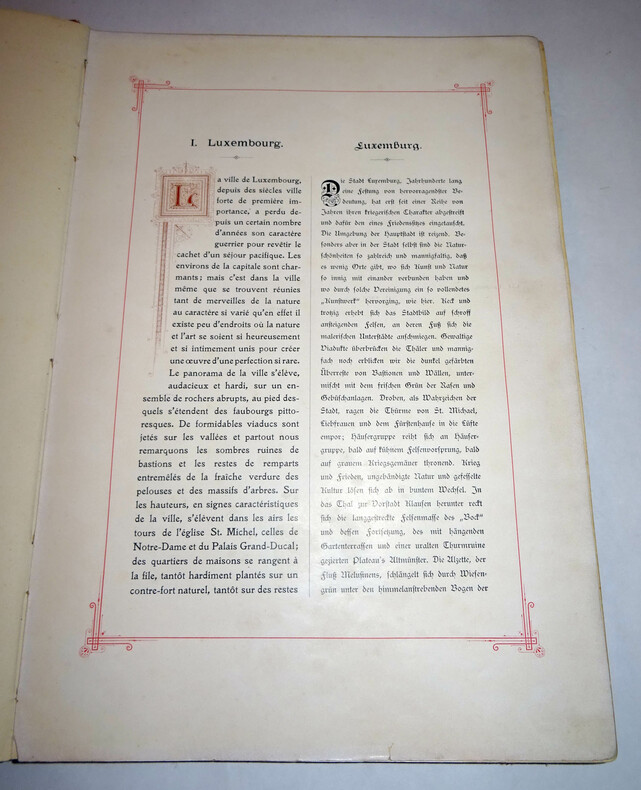 I. Luxembourg.
La ville de Luxembourg,
depuis des siècles ville
forte de première im-
portance, a perdu de-
puis un certain nombre
d'années son caractère
guerrier pour revêtir le
cachet d'un séjour pacifique. Les
environs de la capitale sont char-
mants; mais c'est dans la ville
même que se trouvent réunies
tant de merveilles de la nature
au caractère si varié qu'en effet il
existe peu d'endroits où la nature
et l'art se soient si heureusement
et si intimement unis pour créer
une œuvre d'une perfection si rare.
Le panorama de la ville s'élève,
audacieux et hardi, sur un en-
semble de rochers abrupts, au pied des-
quels s'étendent des faubourgs pitto-
resques. De formidables viaducs sont
jetés sur les vallées et partout nous
remarquons les sombres ruines de
bastions et les restes de remparts
entremêlés de la fraîche verdure des
pelouses et des massifs d'arbres. Sur
les hauteurs, en signes caractéristiques
de la ville, s'élèvent dans les airs les
tours de l'église St. Michel, celles de
Notre-Dame et du Palais Grand-Ducal;
des quartiers de maisons se rangent à
la file, tantôt hardiment plantés sur un
contre-fort naturel, tantôt sur des restes
Luxemburg.
Die Stadt Luxemburg, Jahrhunderte lang
eine Festung von hervorragendster Be-
deutung, hat erst seit einer Reihe von
Jahren ihren kriegerischen Charakter abgestreift
und dafür den eines Friedenssitzes eingetauscht.
Die Umgebung der Hauptstadt ist reizend. Be-
sonders aber in der Stadt selbst sind die Natur-
schönheiten so zahlreich und mannigfaltig, daß
es wenig Orte gibt, wo sich Kunst und Natur
so innig mit einander verbunden haben und
wo durch solche Vereinigung ein so vollendetes
„Kunstwerk" hervorging, wie hier. Keck und
trotzig erhebt sich das Stadtbild auf schroff
ansteigenden Felsen, an deren Fuß sich die
malerischen Unterstädte anschmiegen. Gewaltige
Viadukte überbrücken die Thäler und mannig-
fach noch erblicken wir die dunkel gefärbten
Überreste von Bastionen und Wällen, unter-
mischt mit dem frischen Grün der Rasen und
Gebüschanlagen. Droben, als Wahrzeichen der
Stadt, ragen die Thürme von St. Michael,
Liebfrauen und dem Fürstenhause in die Lüfte
empor; Häusergruppe reiht sich an Häuser-
gruppe, bald auf kühnem Felsenvorsprung, bald
auf grauem Kriegsgemäuer thronend. Krieg
und Frieden, ungebändigte Natur und gefesselte
Kultur lösen sich ab in buntem Wechsel. In
das Thal zur Vorstadt Klausen herunter reckt
sich die langgestreckte Felsenmasse des „Bock"
und dessen Fortsetzung, des mit hängenden
Gartenterrassen und einer uralten Thurmruine
gezierten Platoan's Altmünster. Die Alzette, der
Fluß Melusinens, schlängelt sich durch Wiesen-
grün unter den himmelanstrebenden Bogen der